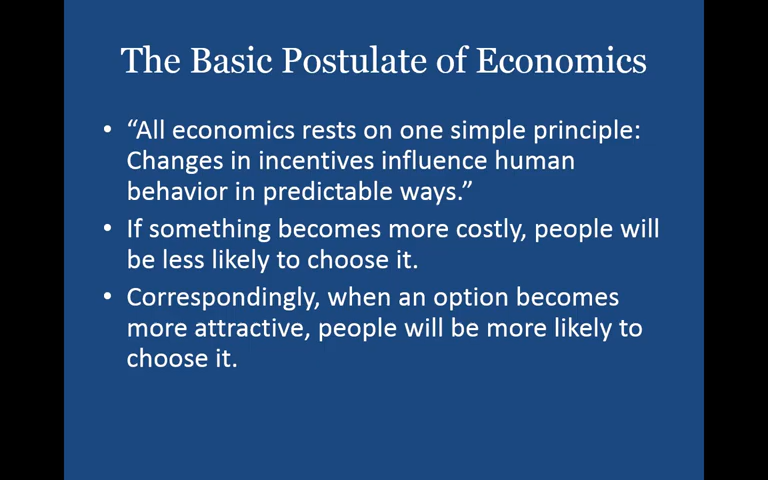 The Basic Postulate of Economics
• “All economics rests on one simple principle:
Changes in incentives influence human
behavior in predictable ways.”
• If something becomes more costly, people will
be less likely to choose it.
• Correspondingly, when an option becomes
more attractive, people will be more likely to
choose it.